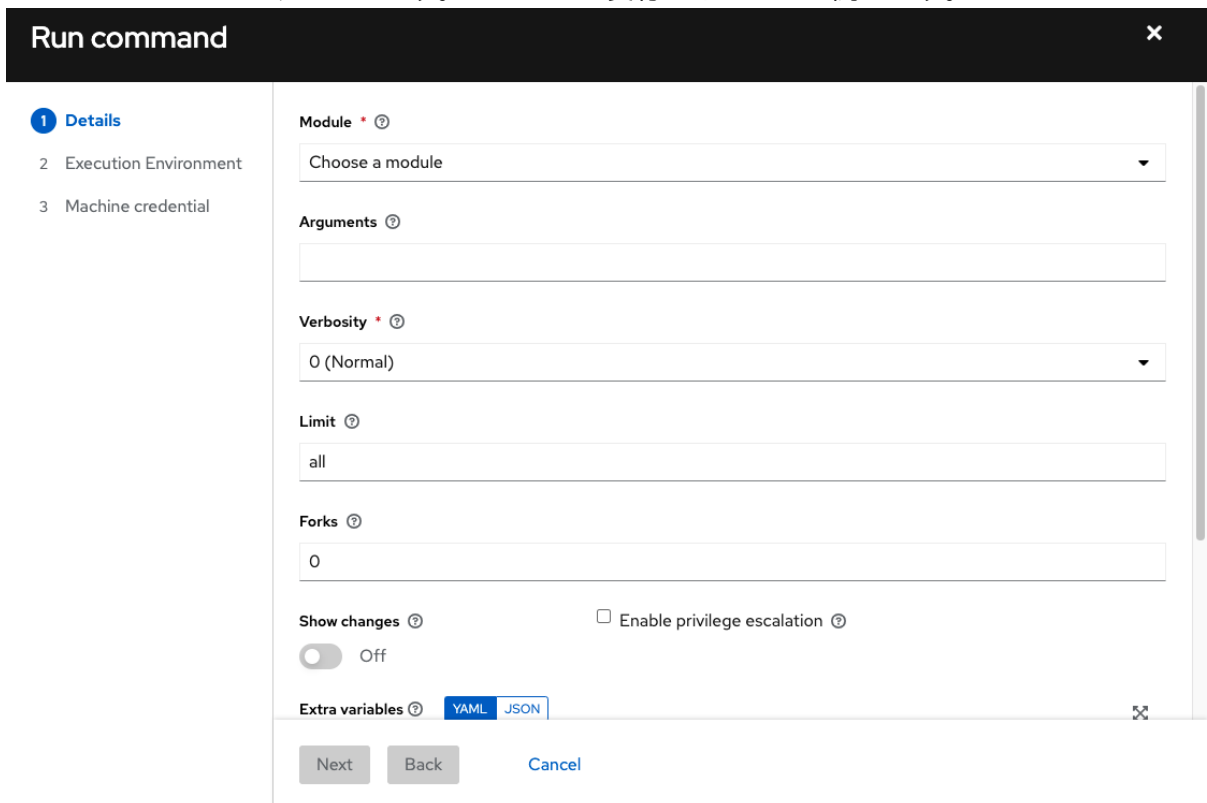 Run command
1 Details
2 Execution Environment
3 Machine credential
Module *
Choose a module
Arguments
Verbosity *
0 (Normal)
Limit
all
Forks
0
Show changes
Enable privilege escalation
Off
Extra variables YAML JSON
Next Back Cancel